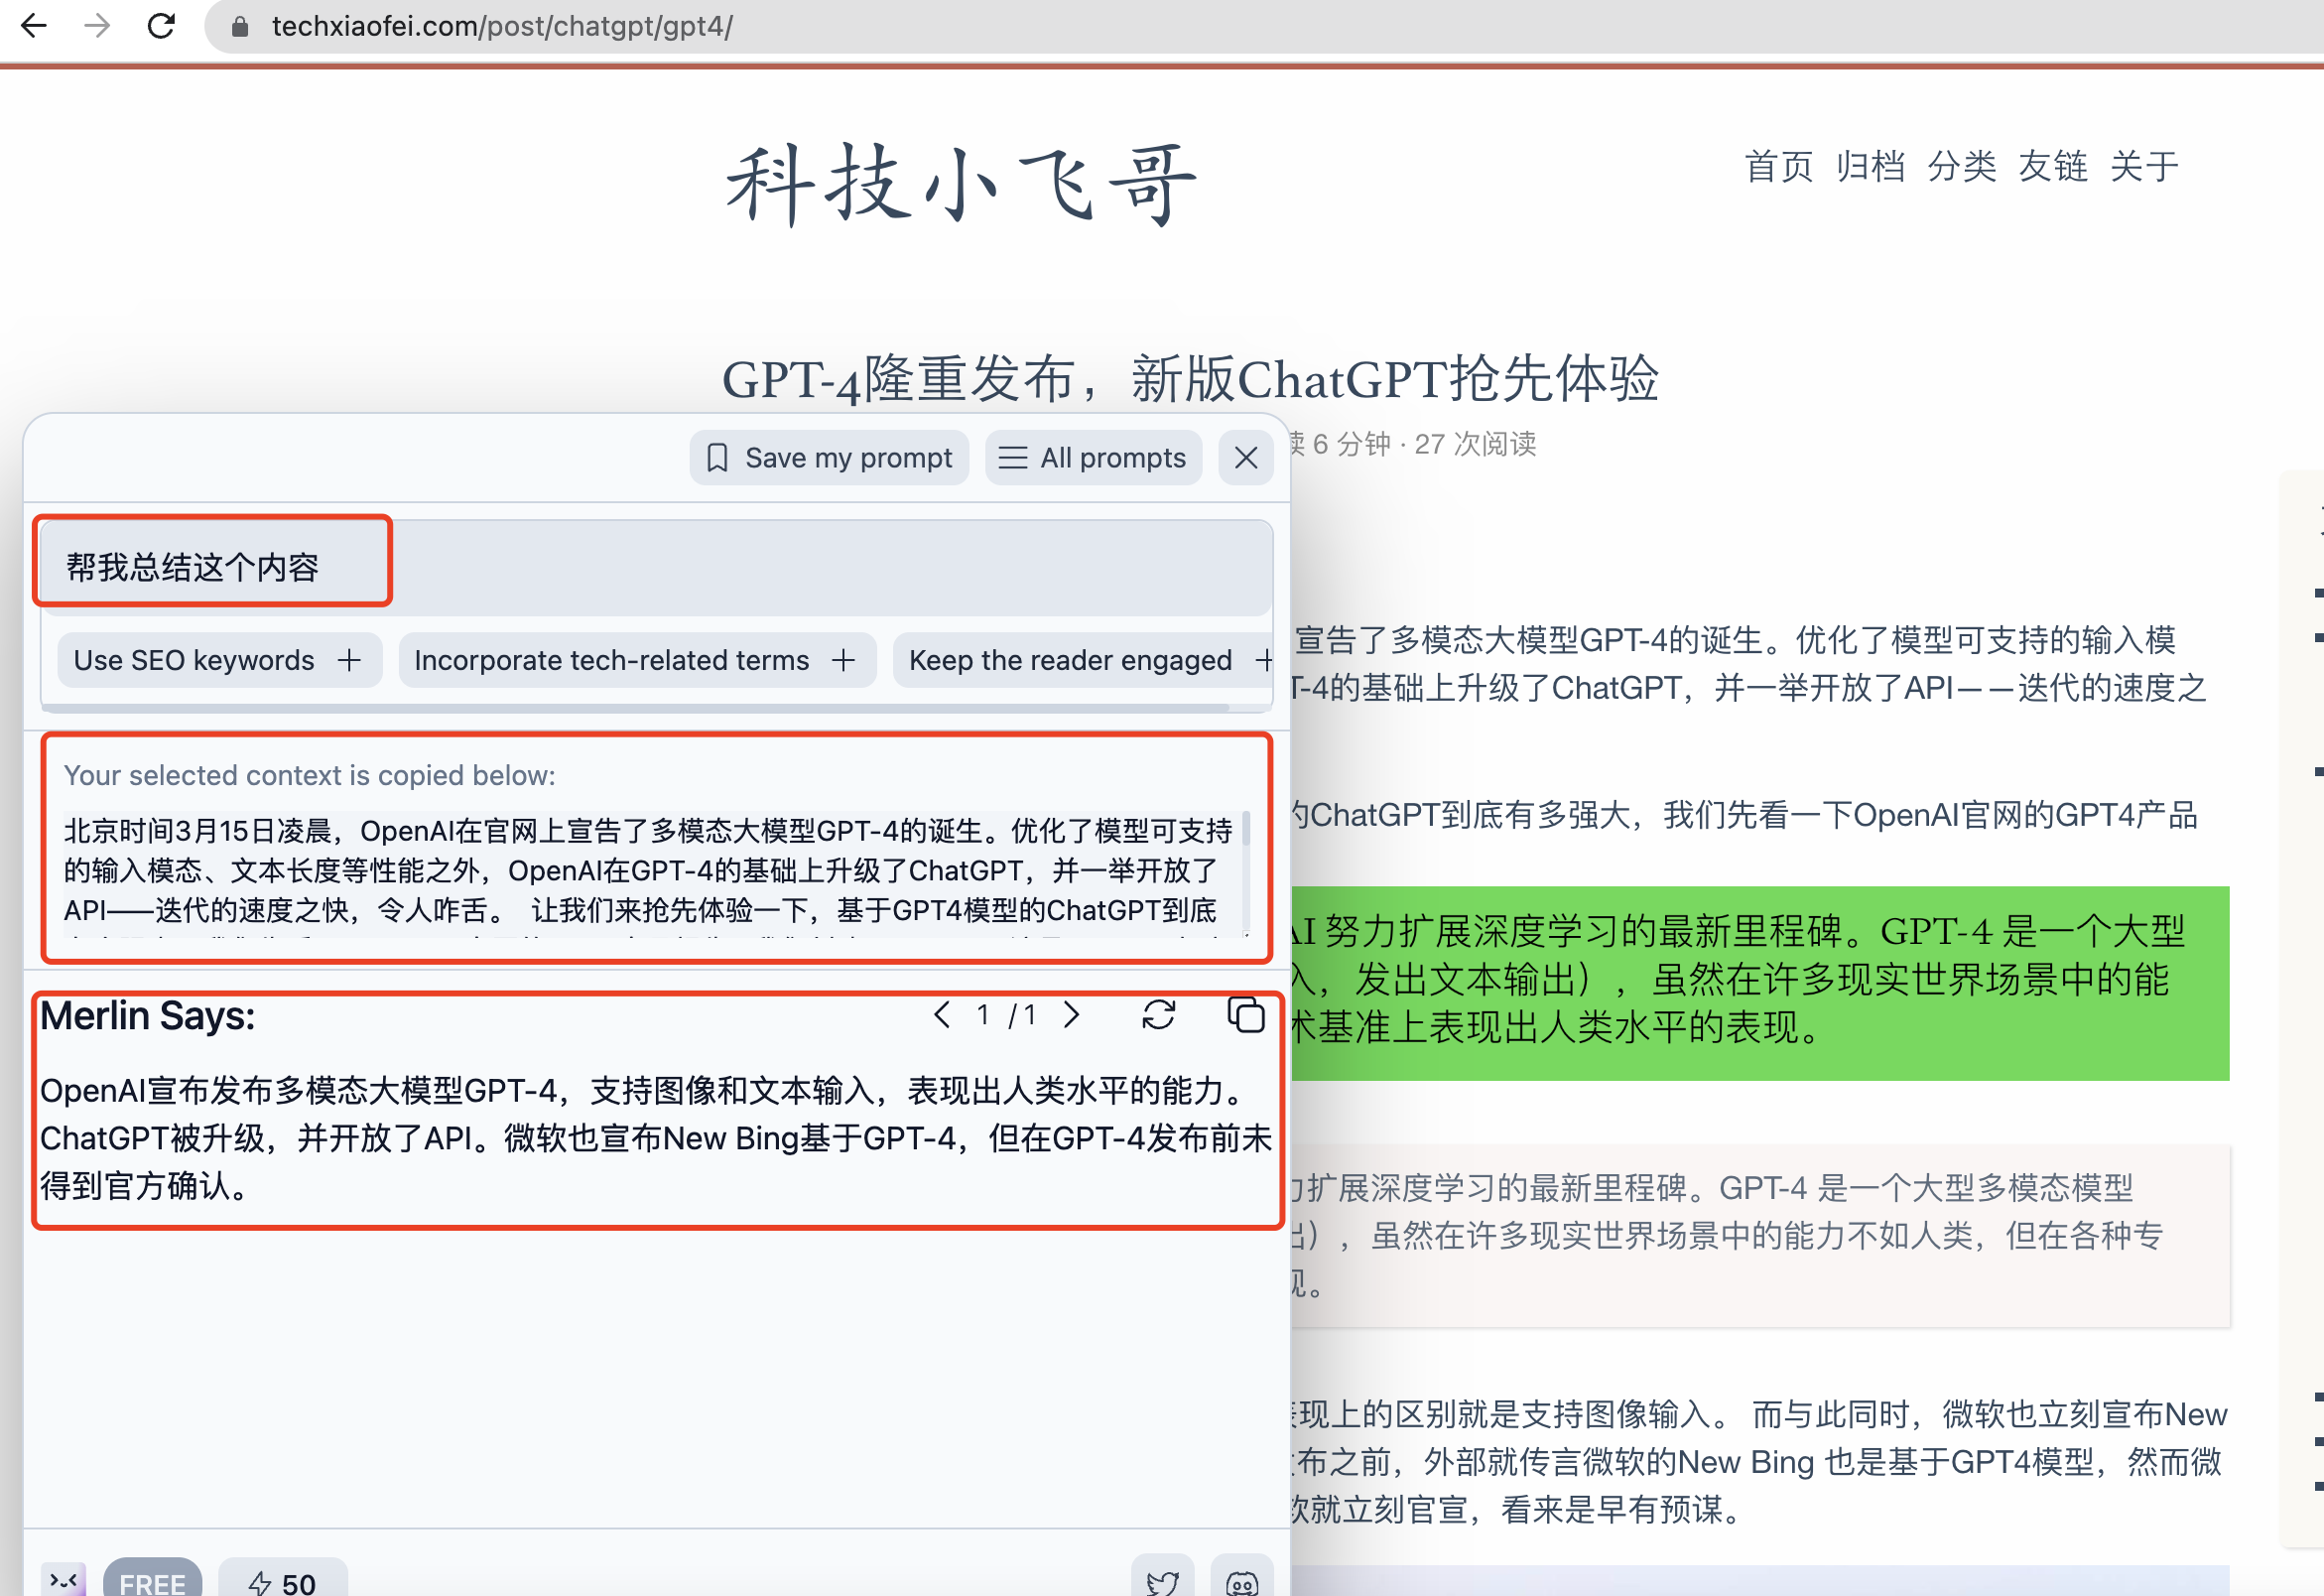 techxiaofei.com/post/chatgpt/gpt4/
科技小飞哥
首页 归档 分类 友链 关于
GPT-4隆重发布，新版ChatGPT抢先体验
6 分钟 · 27 次阅读
Save my prompt
All prompts
帮我总结这个内容
Use SEO keywords +
Incorporate tech-related terms +
Keep the reader engaged +
Your selected context is copied below:
北京时间3月15日凌晨，OpenAI在官网上宣告了多模态大模型GPT-4的诞生。优化了模型可支持
的输入模态、文本长度等性能之外，OpenAI在GPT-4的基础上升级了ChatGPT，并一举开放了
API——迭代的速度之快，令人咋舌。 让我们来抢先体验一下，基于GPT4模型的ChatGPT到底
Merlin Says:
1 / 1
OpenAI宣布发布多模态大模型GPT-4，支持图像和文本输入，表现出人类水平的能力。
ChatGPT被升级，并开放了API。微软也宣布New Bing基于GPT-4，但在GPT-4发布前未
得到官方确认。
FREE
50
宣告了多模态大模型GPT-4的诞生。优化了模型可支持的输入模
T-4的基础上升级了ChatGPT，并一举开放了API——迭代的速度之
的ChatGPT到底有多强大，我们先看一下OpenAI官网的GPT4产品
AI 努力扩展深度学习的最新里程碑。GPT-4 是一个大型
入，发出文本输出），虽然在许多现实世界场景中的能
术基准上表现出人类水平的表现。
力扩展深度学习的最新里程碑。GPT-4 是一个大型多模态模型
出），虽然在许多现实世界场景中的能力不如人类，但在各种专
现。
表现上的区别就是支持图像输入。 而与此同时，微软也立刻宣布New
布之前，外部就传言微软的New Bing 也是基于GPT4模型，然而微
软就立刻官宣，看来是早有预谋。